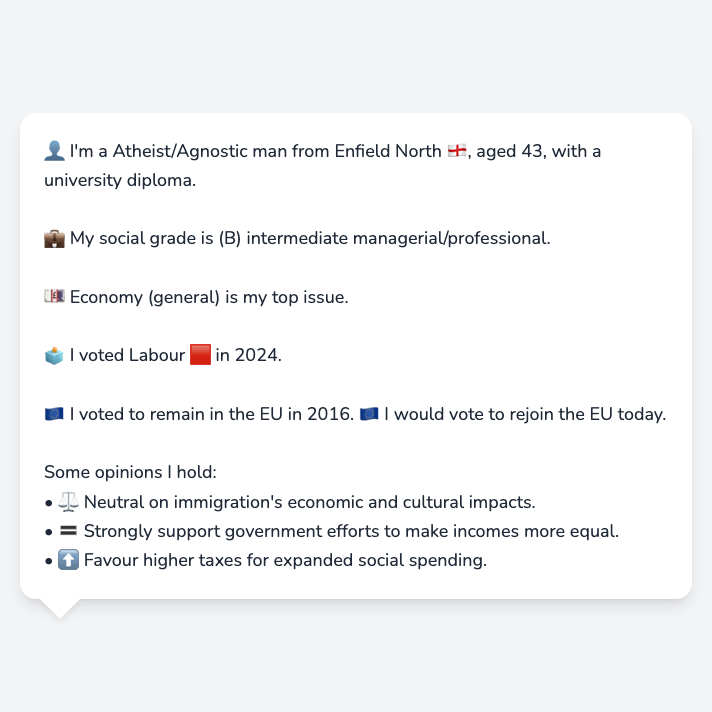 👤 I'm a Atheist/Agnostic man from Enfield North 🏴󠁧󠁢󠁥󠁮󠁧󠁿, aged 43, with a
university diploma.
💼 My social grade is (B) intermediate managerial/professional.
💷 Economy (general) is my top issue.
🗳️ I voted Labour 🟥 in 2024.
🇪🇺 I voted to remain in the EU in 2016. 🇪🇺 I would vote to rejoin the EU today.
Some opinions I hold:
• ⚖️ Neutral on immigration's economic and cultural impacts.
• 🟰 Strongly support government efforts to make incomes more equal.
• ⬆️ Favour higher taxes for expanded social spending.